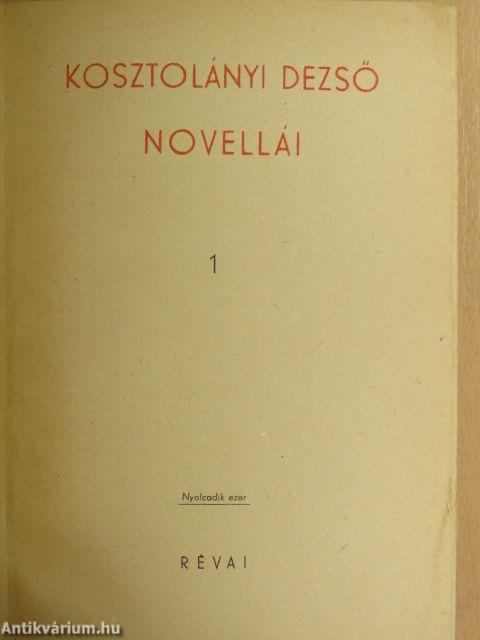 KOSZTOLÁNYI DEZSŐ
NOVELLÁI
1
Nyolcadik ezer
RÉVAI
Antikvárium.hu